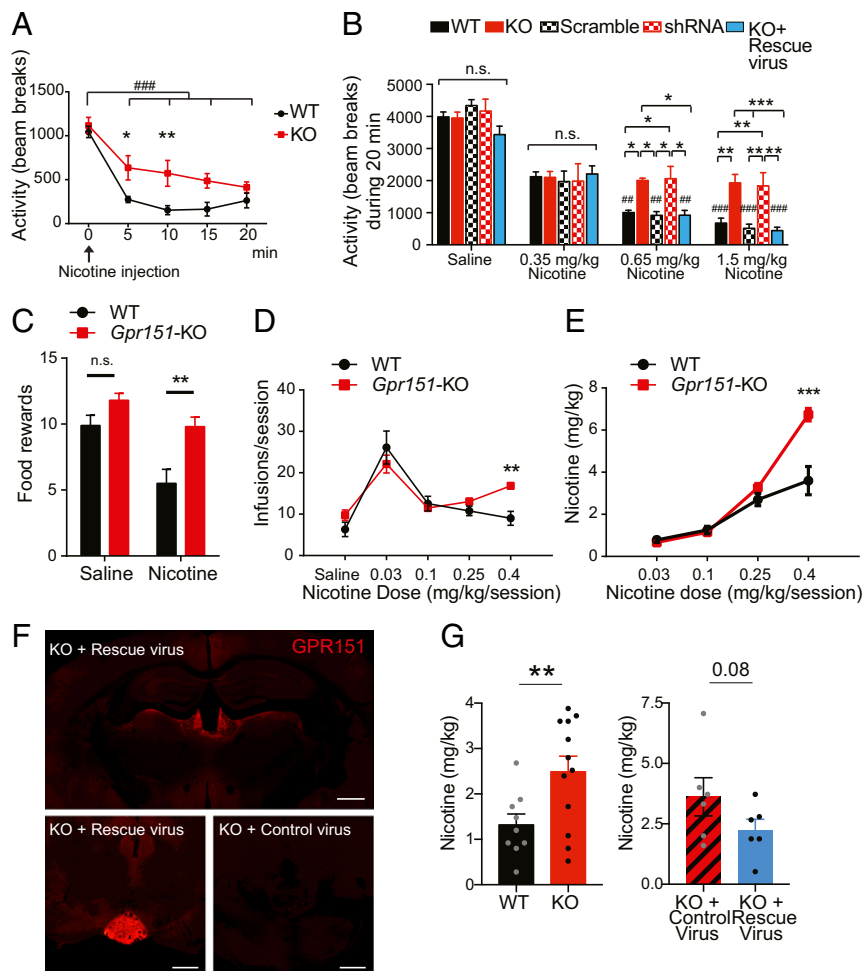 A
###
WT
KO
* **
1500
1000
500
0
Activity (beam breaks)
0 5 10 15 20
min
Nicotine injection
B
WT KO Scramble shRNA KO+
Rescue
virus
n.s.
n.s.
* *
* * * *
## ## ##
***
**
** ** **
### ### ###
5000
4000
3000
2000
1000
0
Activity (beam breaks)
during 20 min
Saline 0.35 mg/kg 0.65 mg/kg 1.5 mg/kg
Nicotine Nicotine Nicotine
C
WT
Gpr151-KO
n.s.
**
15
10
5
0
Food rewards
Saline Nicotine
D
WT
Gpr151-KO
**
40
30
20
10
0
Infusions/session
Saline 0.03 0.1 0.25 0.4
Nicotine Dose (mg/kg/session)
E
WT
Gpr151-KO
***
8
6
4
2
0
Nicotine (mg/kg)
0.03 0.1 0.25 0.4
Nicotine dose (mg/kg/session)
F
KO + Rescue virus
GPR151
KO + Rescue virus
KO + Control virus
G
**
4
3
2
1
0
Nicotine (mg/kg)
WT KO
0.08
7.5
5.0
2.5
0.0
Nicotine (mg/kg)
KO + KO +
Control Rescue
Virus Virus